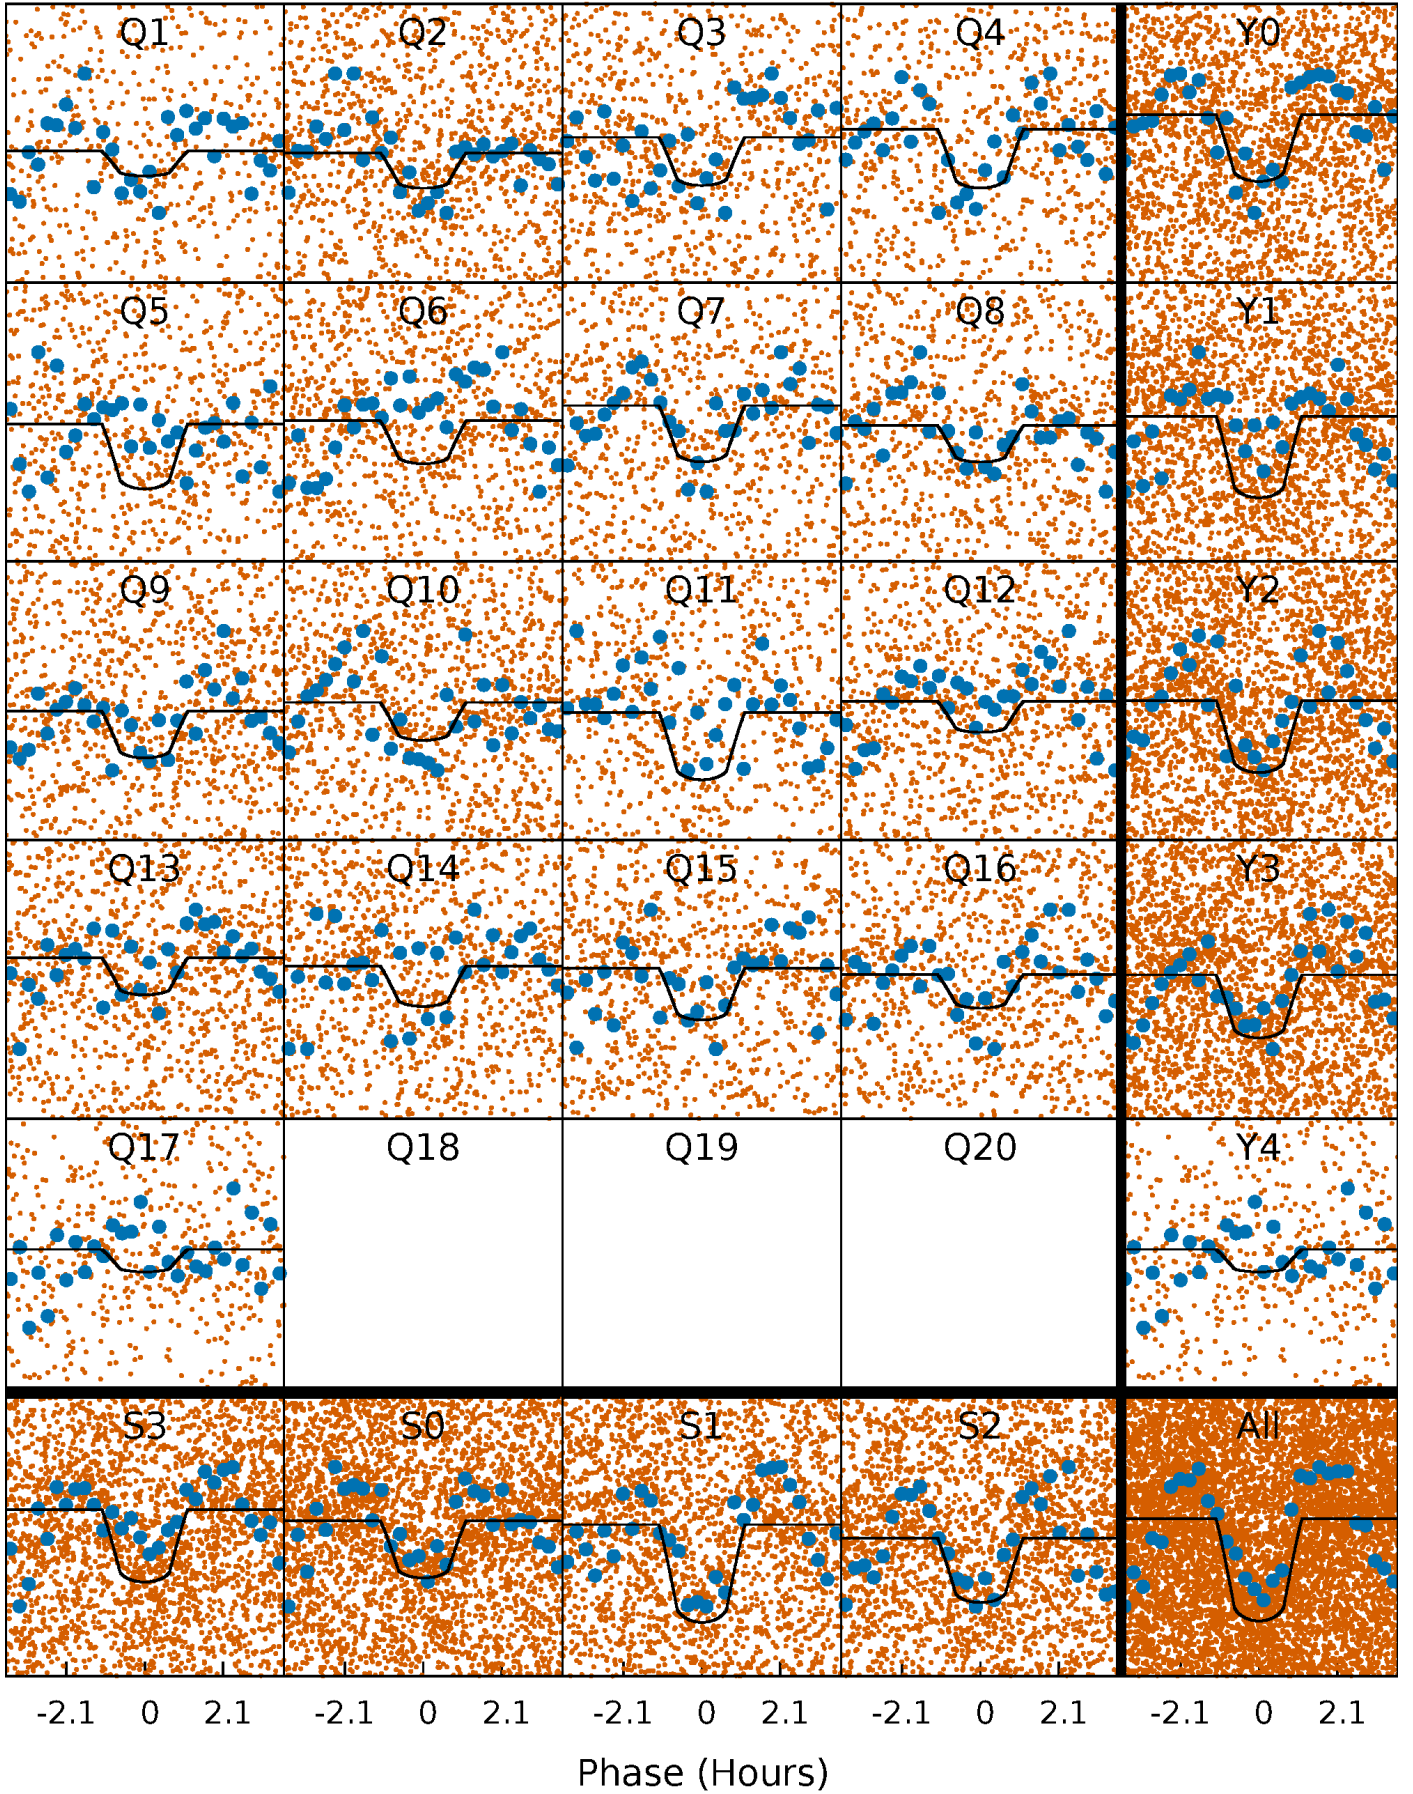 Q1 Q2 Q3 Q4 Y0
Q5 Q6 Q7 Q8 Y1
Q9 Q10 Q11 Q12 Y2
Q13 Q14 Q15 Q16 Y3
Q17 Q18 Q19 Q20 Y4
S3 S0 S1 S2 All
-2.1 0 2.1 -2.1 0 2.1 -2.1 0 2.1 -2.1 0 2.1 -2.1 0 2.1
Phase (Hours)